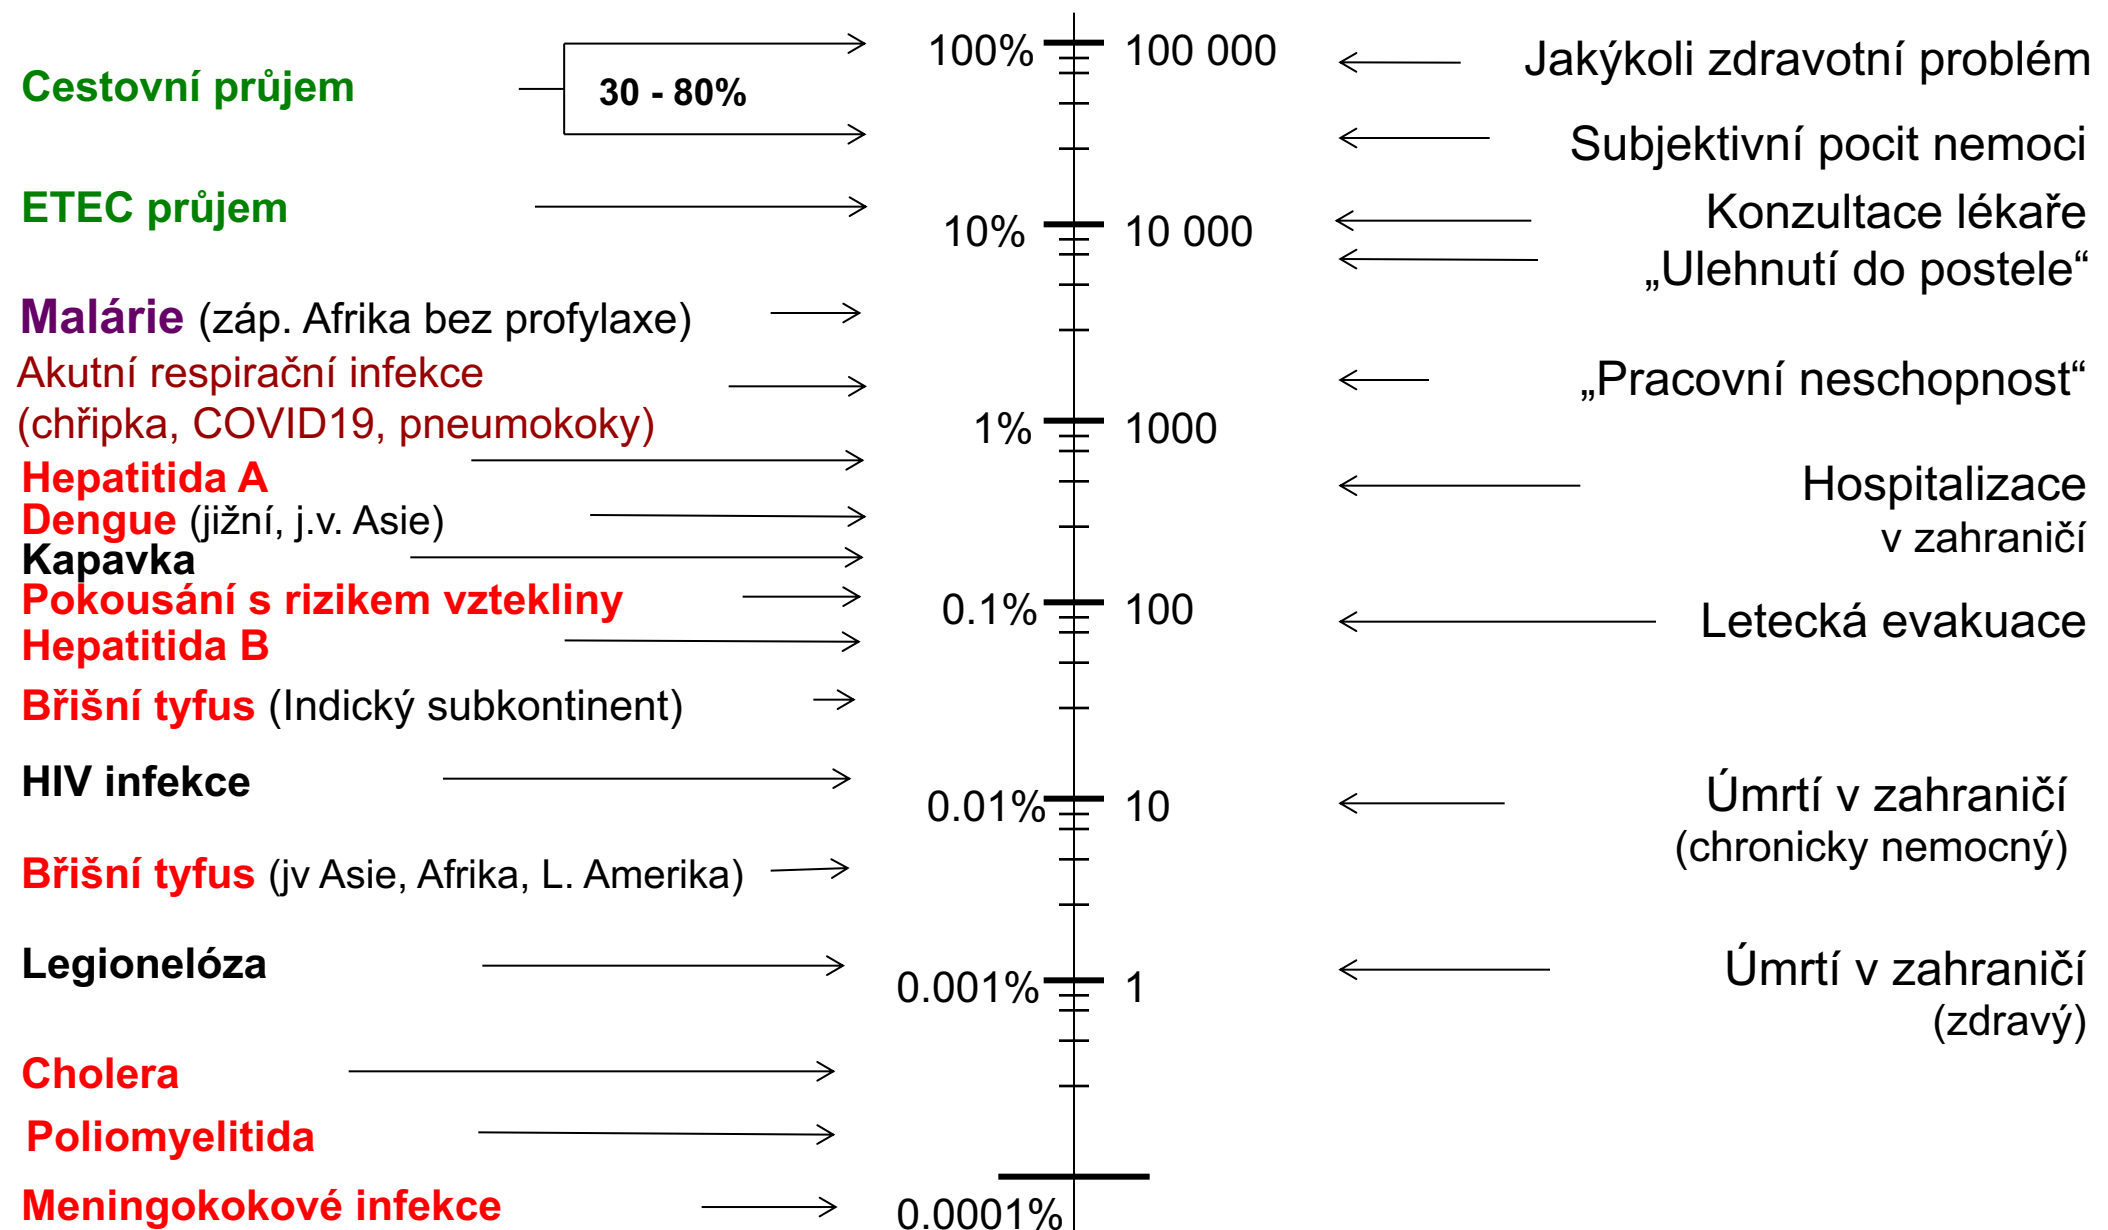 Cestovní průjem
30 - 80%
ETEC průjem
Malárie (záp. Afrika bez profylaxe)
Akutní respirační infekce
(chřipka, COVID19, pneumokoky)
Hepatitida A
Dengue (jižní, j.v. Asie)
Kapavka
Pokousání s rizikem vztekliny
Hepatitida B
Břišní tyfus (Indický subkontinent)
HIV infekce
Břišní tyfus (jv Asie, Afrika, L. Amerika)
Legionelóza
Cholera
Poliomyelitida
Meningokokové infekce
100% 100 000
10% 10 000
1% 1000
0.1% 100
0.01% 10
0.001% 1
0.0001%
Jakýkoli zdravotní problém
Subjektivní pocit nemoci
Konzultace lékaře
„Ulehnutí do postele“
„Pracovní neschopnost“
Hospitalizace
v zahraničí
Letecká evakuace
Úmrtí v zahraničí
(chronicky nemocný)
Úmrtí v zahraničí
(zdravý)